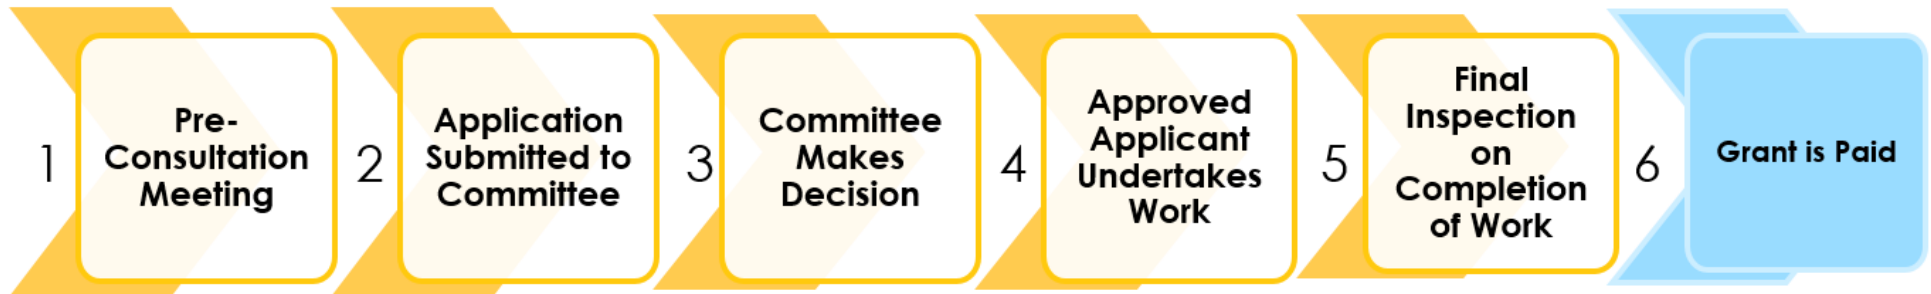 1
Pre-
Consultation
Meeting
2
Application
Submitted to
Committee
3
Committee
Makes
Decision
4
Approved
Applicant
Undertakes
Work
5
Final
Inspection
on
Completion
of Work
6
Grant is Paid